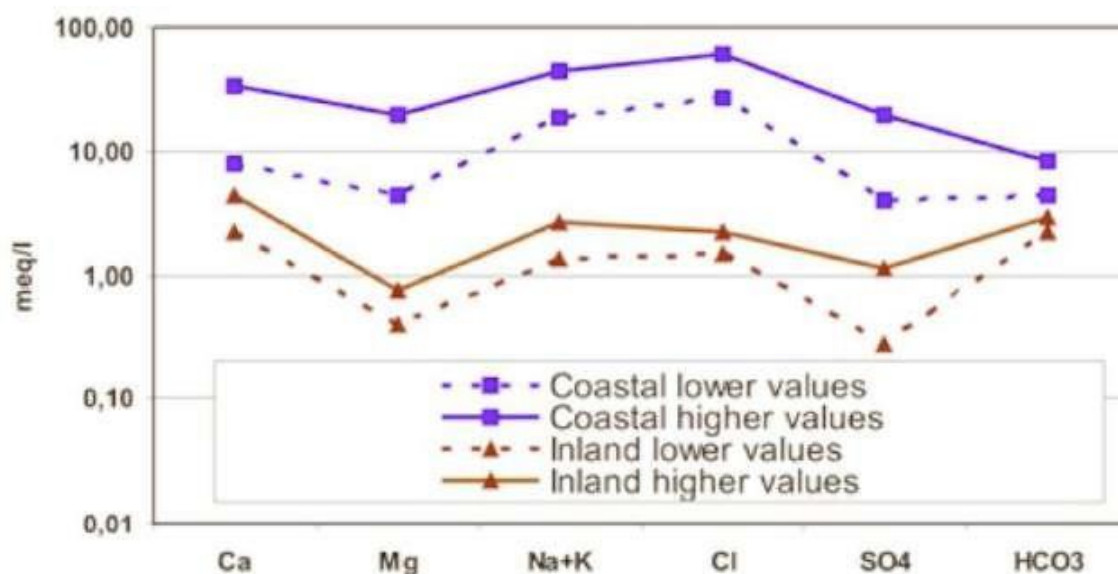 100,00
10,00
1,00
0,10
0,01
meq/l
Coastal lower values
Coastal higher values
Inland lower values
Inland higher values
Ca Mg Na+K Cl SO4 HCO3